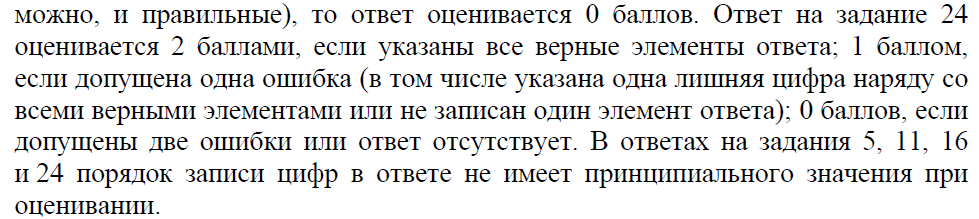 можно, и правильные), то ответ оценивается 0 баллов. Ответ на задание 24
оценивается 2 баллами, если указаны все верные элементы ответа; 1 баллом,
если допущена одна ошибка (в том числе указана одна лишняя цифра наряду со
всеми верными элементами или не записан один элемент ответа); 0 баллов, если
допущены две ошибки или ответ отсутствует. В ответах на задания 5, 11, 16
и 24 порядок записи цифр в ответе не имеет принципиального значения при
оценивании.